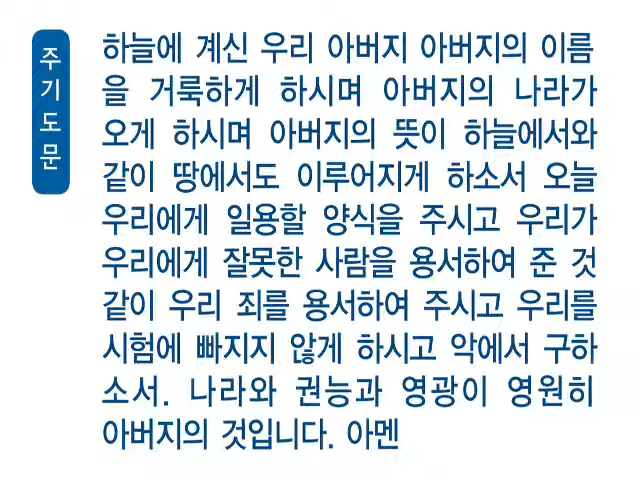 주기도문
하늘에 계신 우리 아버지 아버지의 이름
을 거룩하게 하시며 아버지의 나라가
오게 하시며 아버지의 뜻이 하늘에서와
같이 땅에서도 이루어지게 하소서 오늘
우리에게 일용할 양식을 주시고 우리가
우리에게 잘못한 사람을 용서하여 준 것
같이 우리 죄를 용서하여 주시고 우리를
시험에 빠지지 않게 하시고 악에서 구하
소서. 나라와 권능과 영광이 영원히
아버지의 것입니다. 아멘